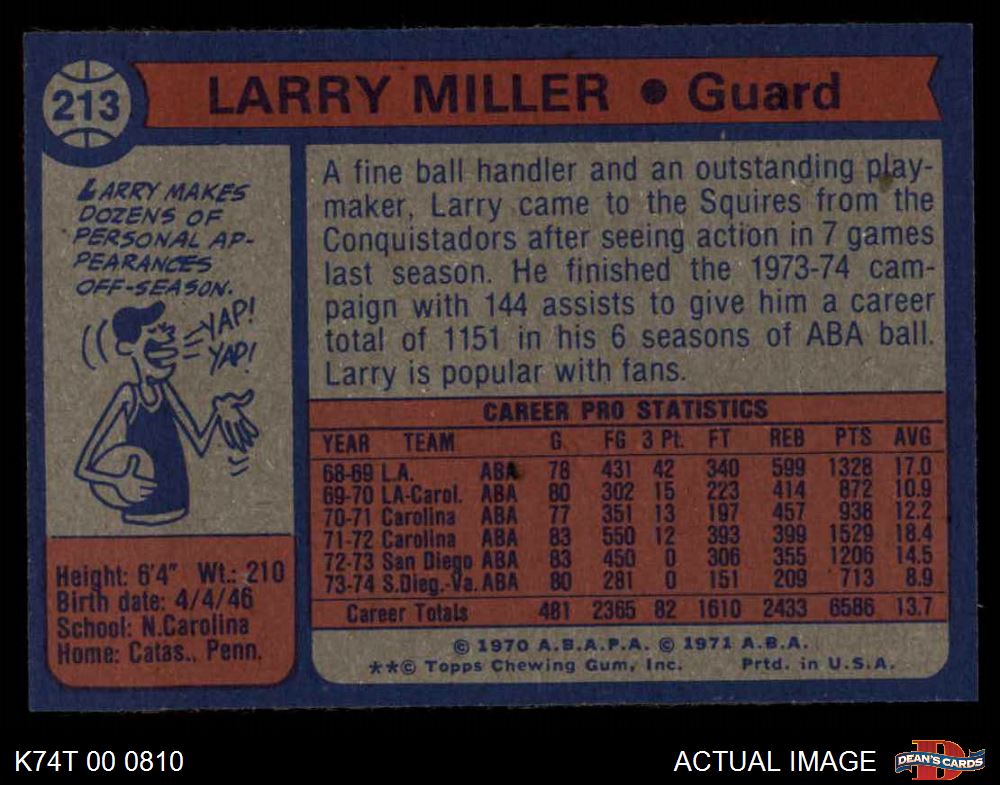 213
LARRY MILLER • Guard
LARRY MAKES
DOZENS OF
PERSONAL AP-
PEARANCES
OFF-SEASON.
YAP!
YAP!
Height: 6'4" Wt.: 210
Birth date: 4/4/46
School: N.Carolina
Home: Catas., Penn.
A fine ball handler and an outstanding play-
maker, Larry came to the Squires from the
Conquistadors after seeing action in 7 games
last season. He finished the 1973-74 cam-
paign with 144 assists to give him a career
total of 1151 in his 6 seasons of ABA ball.
Larry is popular with fans.
CAREER PRO STATISTICS
YEAR TEAM G FG 3 Pt. FT REB PTS AVG
68-69 L.A. ABA 78 431 42 340 599 1328 17.0
69-70 LA-Carol. ABA 80 302 15 223 414 872 10.9
70-71 Carolina ABA 77 351 13 197 457 938 12.2
71-72 Carolina ABA 83 550 12 393 399 1529 18.4
72-73 San Diego ABA 83 450 0 306 355 1206 14.5
73-74 S.Dieg.-Va. ABA 80 281 0 151 209 713 8.9
Career Totals 481 2365 82 1610 2433 6586 13.7
© 1970 A.B.A.P.A. © 1971 A.B.A.
**© Topps Chewing Gum, Inc. Prtd. in U.S.A.
K74T 00 0810 ACTUAL IMAGE D DEAN'S CARDS